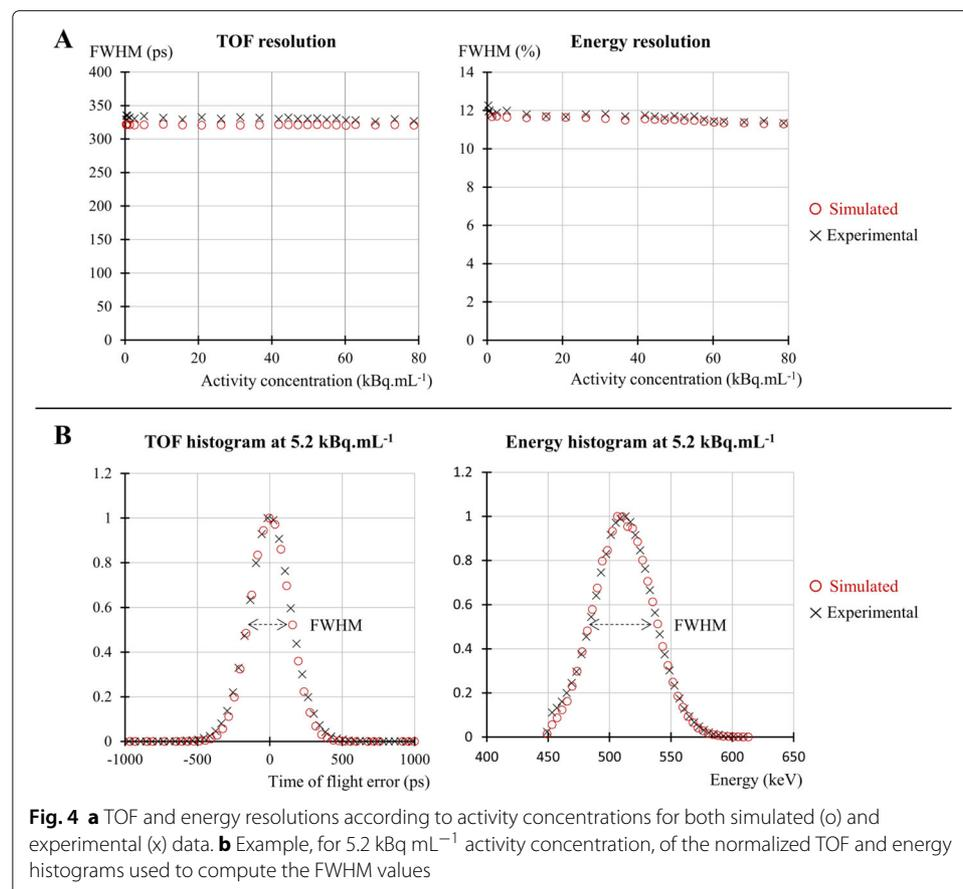 A
TOF resolution
FWHM (ps)
400
350
300
250
200
150
100
50
0
0 20 40 60 80
Activity concentration (kBq.mL⁻¹)
Energy resolution
FWHM (%)
14
12
10
8
6
4
2
0
0 20 40 60 80
Activity concentration (kBq.mL⁻¹)
Simulated
Experimental
B
TOF histogram at 5.2 kBq.mL⁻¹
1.2
1
0.8
0.6
0.4
0.2
0
FWHM
-1000 -500 0 500 1000
Time of flight error (ps)
Energy histogram at 5.2 kBq.mL⁻¹
1.2
1
0.8
0.6
0.4
0.2
0
FWHM
400 450 500 550 600 650
Energy (keV)
Simulated
Experimental
Fig. 4 a TOF and energy resolutions according to activity concentrations for both simulated (o) and
experimental (x) data. b Example, for 5.2 kBq mL⁻¹ activity concentration, of the normalized TOF and energy
histograms used to compute the FWHM values